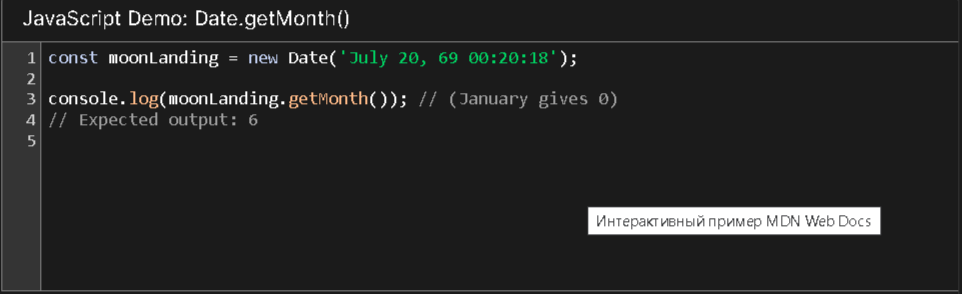 JavaScript Demo: Date.getMonth()
1 const moonLanding = new Date('July 20, 69 00:20:18');
2
3 console.log(moonLanding.getMonth()); // (January gives 0)
4 // Expected output: 6
5
Интерактивный пример MDN Web Docs